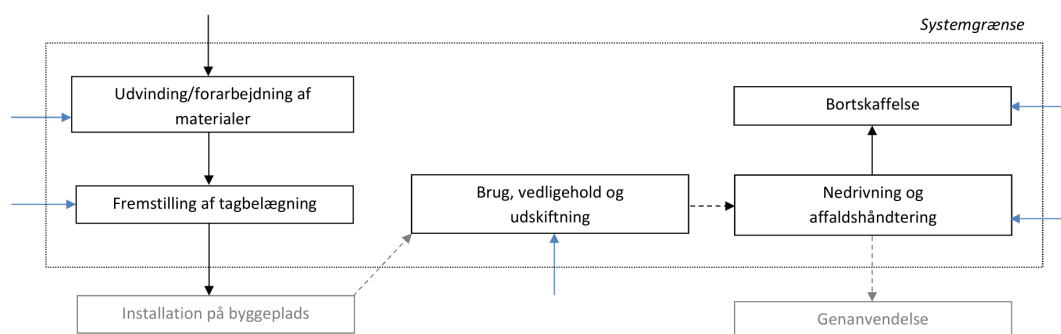 Systemgrænse
Udvinding/forarbejdning af
materialer
Fremstilling af tagbelægning
Installation på byggeplads
Brug, vedligehold og
udskiftning
Bortskaffelse
Nedrivning og
affaldshåndtering
Genanvendelse